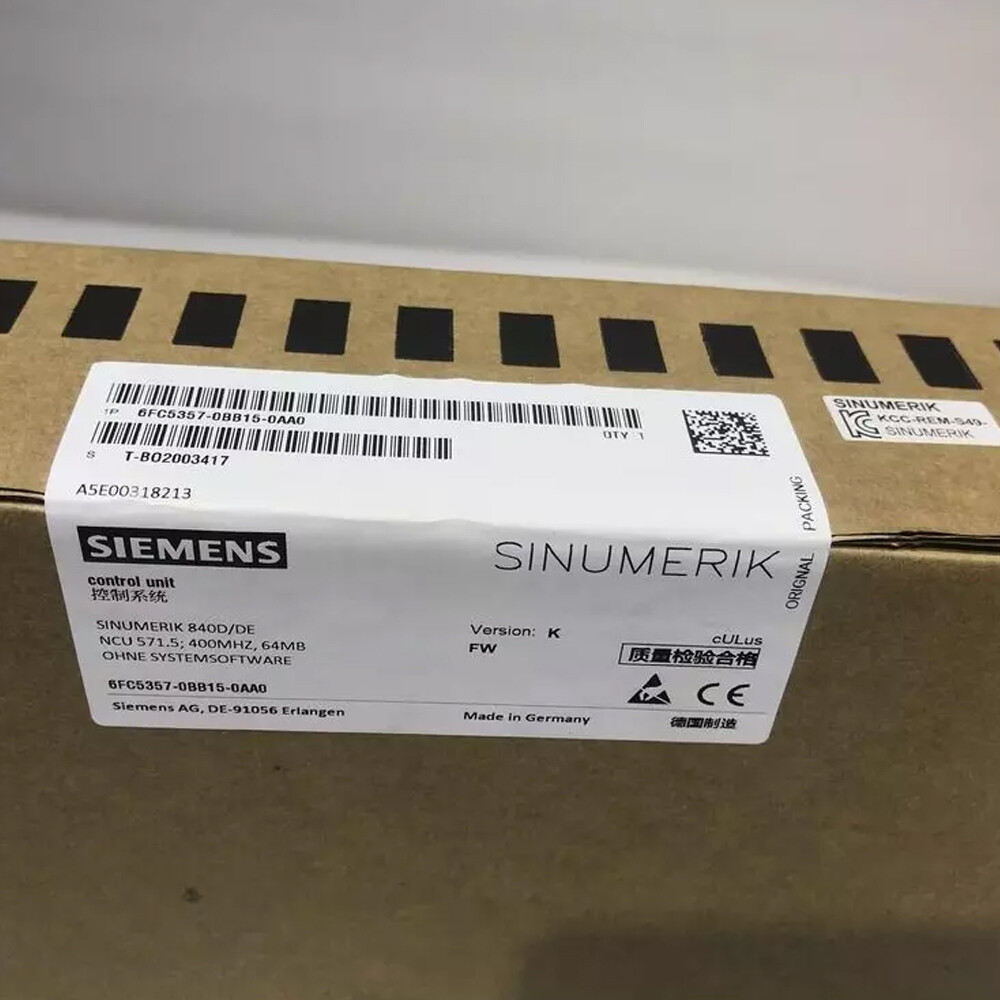 1P 6FC5357-0BB15-0AA0
QTY 1
S T-BO2003417
A5E00318213
SIEMENS
SINUMERIK
control unit
控制系统
SINUMERIK 840D/DE
NCU 571.5; 400MHZ, 64MB
OHNE SYSTEMSOFTWARE
6FC5357-0BB15-0AA0
Siemens AG, DE-91056 Erlangen
Version: K
FW
Made in Germany
cULus
质量检验合格
CE
德国制造
ORIGNAL PACKING
SINUMERIK
KCC-REM-S49-
SINUMERIK